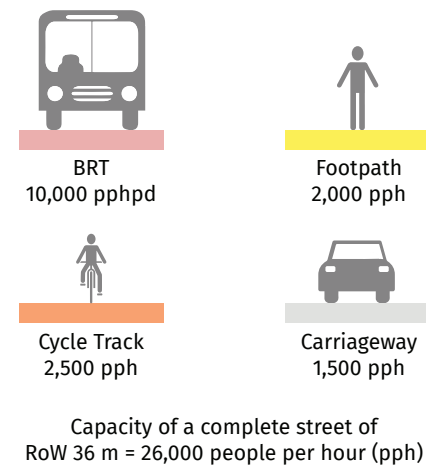 BRT
10,000 pphpd
Footpath
2,000 pph
Cycle Track
2,500 pph
Carriageway
1,500 pph
Capacity of a complete street of
RoW 36 m = 26,000 people per hour (pph)